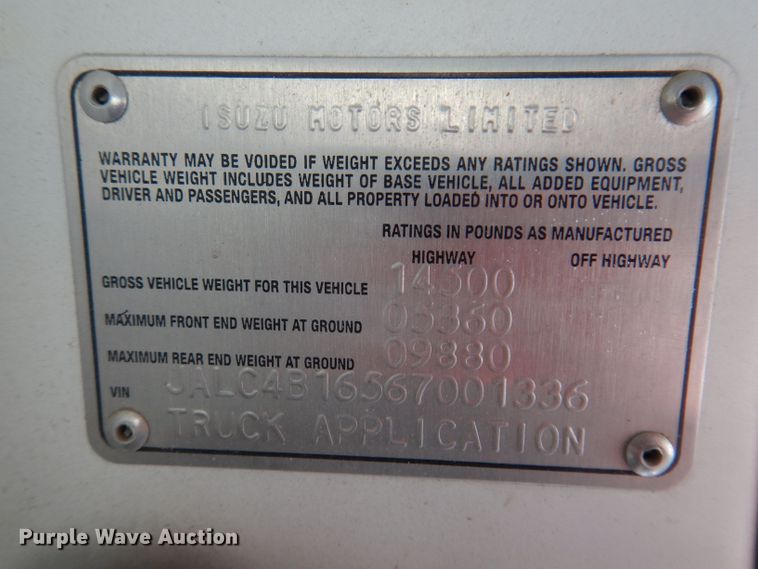 ISUZU MOTORS LIMITED
WARRANTY MAY BE VOIDED IF WEIGHT EXCEEDS ANY RATINGS SHOWN. GROSS
VEHICLE WEIGHT INCLUDES WEIGHT OF BASE VEHICLE, ALL ADDED EQUIPMENT,
DRIVER AND PASSENGERS, AND ALL PROPERTY LOADED INTO OR ONTO VEHICLE.
RATINGS IN POUNDS AS MANUFACTURED
HIGHWAY OFF HIGHWAY
GROSS VEHICLE WEIGHT FOR THIS VEHICLE 14500
MAXIMUM FRONT END WEIGHT AT GROUND 05360
MAXIMUM REAR END WEIGHT AT GROUND 09880
VIN JALC4B16567001336
TRUCK APPLICATION
Purple Wave Auction